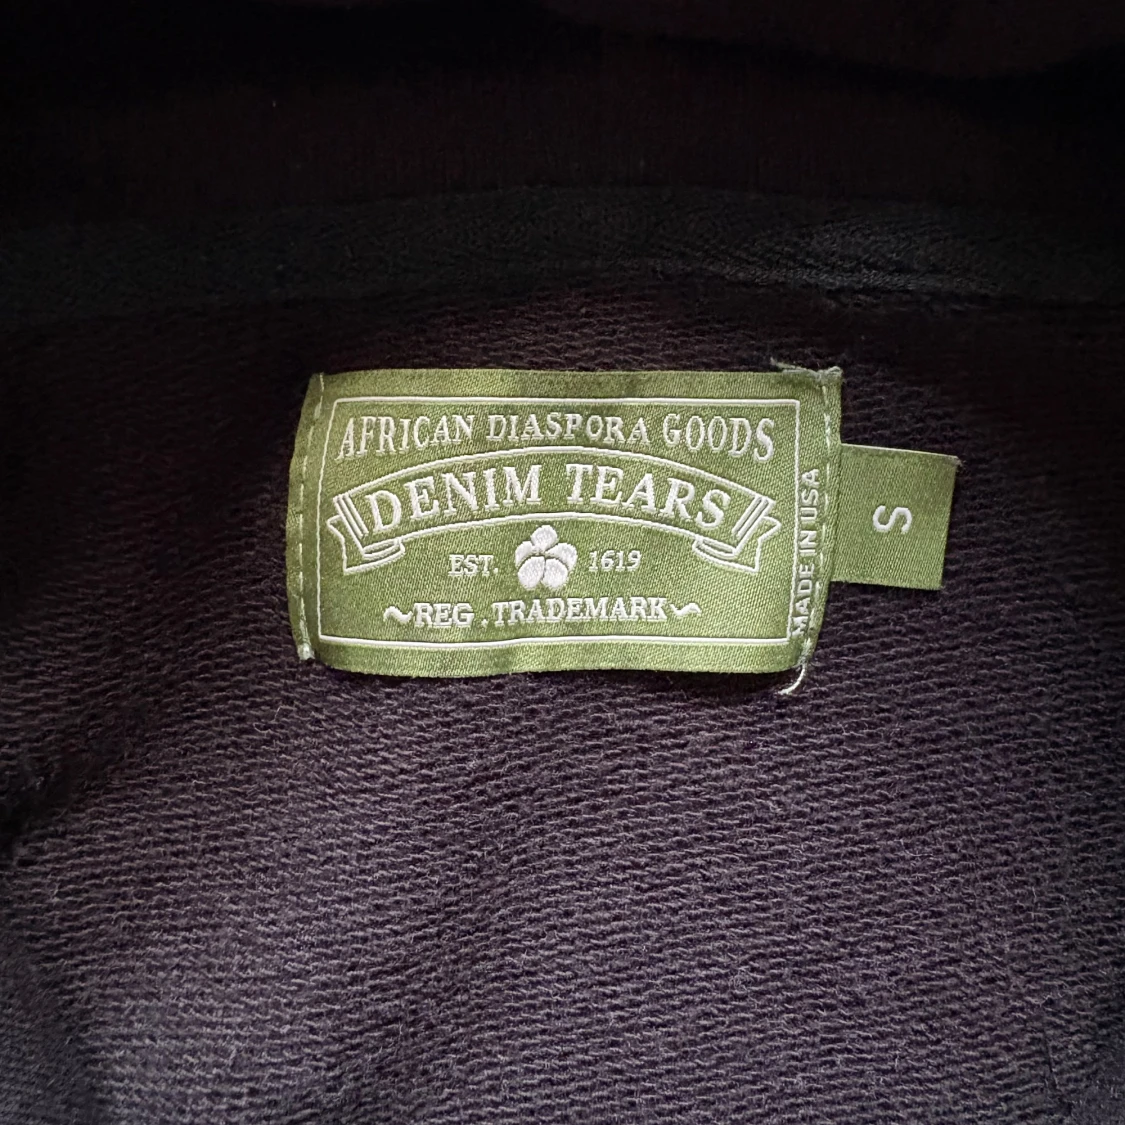 AFRICAN DIASPORA GOODS
DENIM TEARS
EST. 1619
~REG . TRADEMARK~
MADE IN USA
S